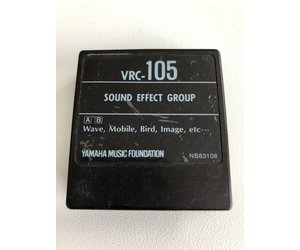 VRC-105
SOUND EFFECT GROUP
A B
Wave, Mobile, Bird, Image, etc…
YAMAHA MUSIC FOUNDATION NB83106